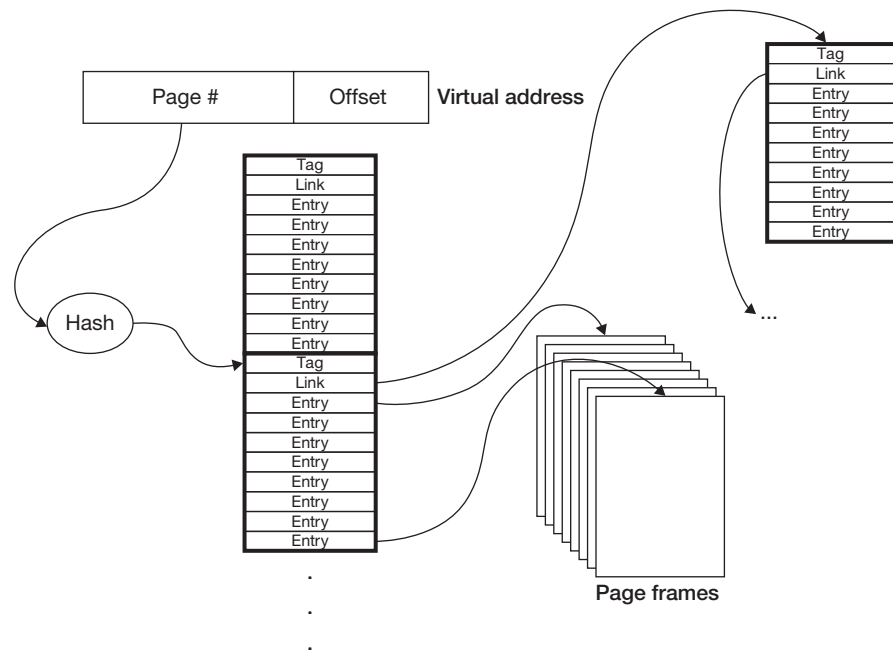 Page #
Offset
Virtual address
Tag
Link
Entry
Entry
Entry
Entry
Entry
Entry
Entry
Entry
Hash
Tag
Link
Entry
Entry
Entry
Entry
Entry
Entry
Entry
Entry
.
.
.
Tag
Link
Entry
Entry
Entry
Entry
Entry
Entry
Entry
Entry
...
Page frames